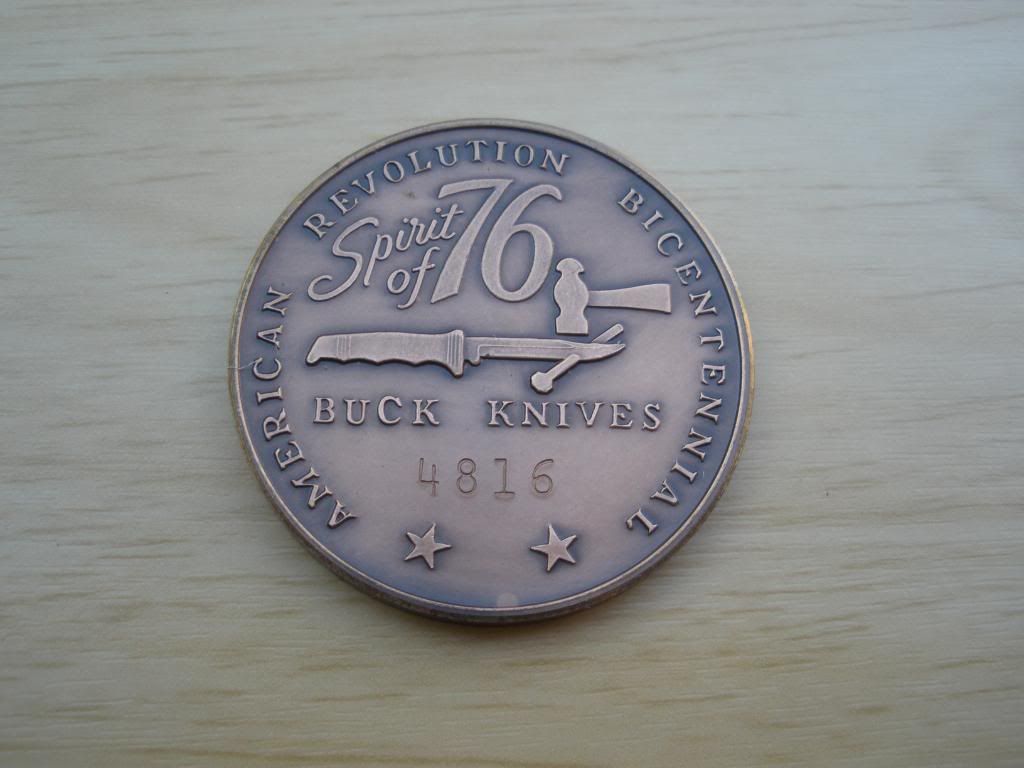 AMERICAN REVOLUTION BICENTENNIAL
Spirit of 76
BUCK KNIVES
4816